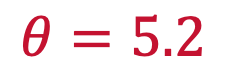 θ = 5.2